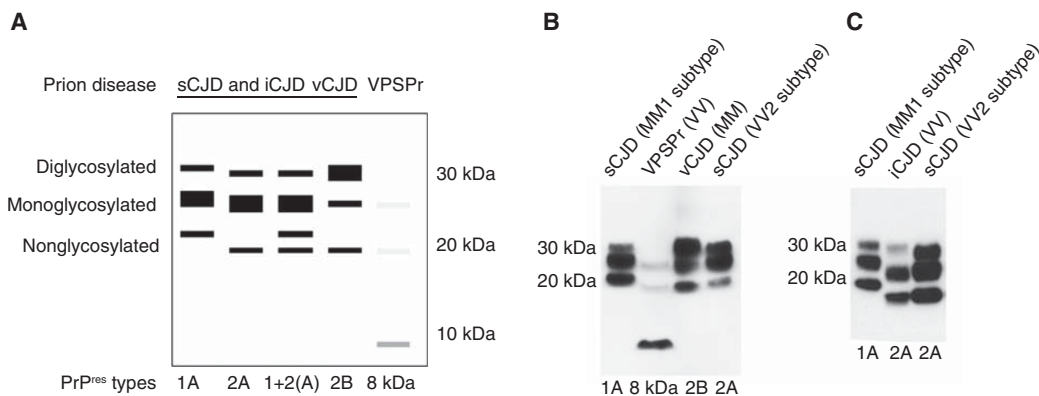 A
Prion disease sCJD and iCJD vCJD VPSPr
Diglycosylated
Monoglycosylated
Nonglycosylated
30 kDa
20 kDa
10 kDa
PrPres types 1A 2A 1+2(A) 2B 8 kDa
B
sCJD (MM1 subtype)
VPSPr (VV)
vCJD (MM)
sCJD (VV2 subtype)
30 kDa
20 kDa
1A 8 kDa 2B 2A
C
sCJD (MM1 subtype)
iCJD (VV)
sCJD (VV2 subtype)
30 kDa
20 kDa
1A 2A 2A